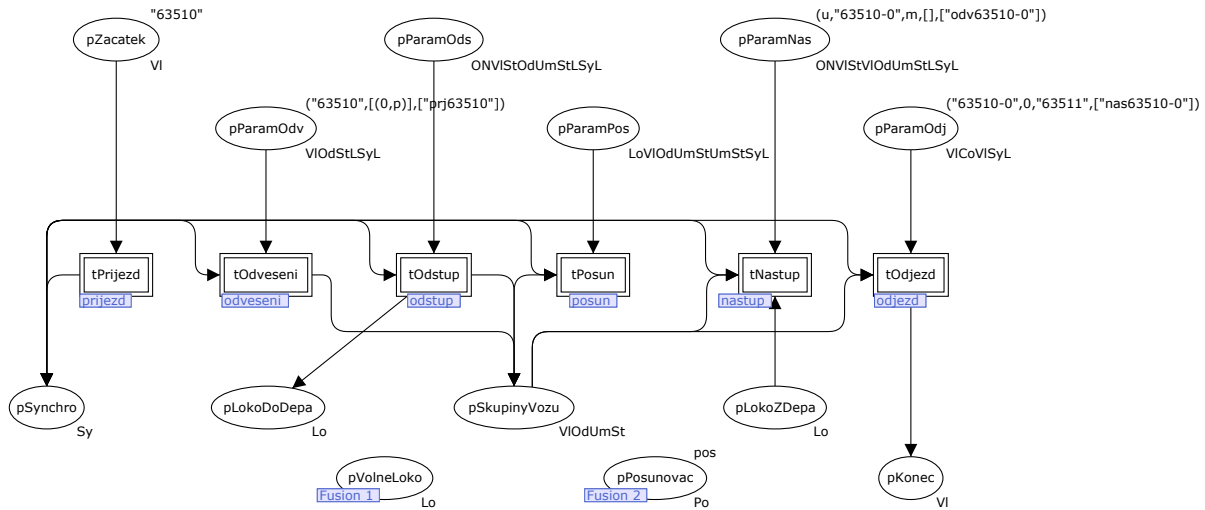 "63510"
(u,"63510-0",m,[],["odv63510-0"])
pZacatek
pParamOds
pParamNas
Vl
ONVlStOdUmStLSyL
ONVlStVlOdUmStLSyL
("63510",[(0,p)],["prj63510"])
("63510-0",0,"63511",["nas63510-0"])
pParamOdv
pParamPos
pParamOdj
VlOdStLSyL
LoVlOdUmStUmStSyL
VlCoVlSyL
tPrijezd
tOdveseni
tOdstup
tPosun
tNastup
tOdjezd
prijezd
odveseni
odstup
posun
nastup
odjezd
pSynchro
pLokoDoDepa
pSkupinyVozu
pLokoZDepa
Sy
Lo
VlOdUmSt
Lo
pos
pVolneLoko
pPosunovac
pKonec
Fusion 1
Fusion 2
Lo
Po
Vl